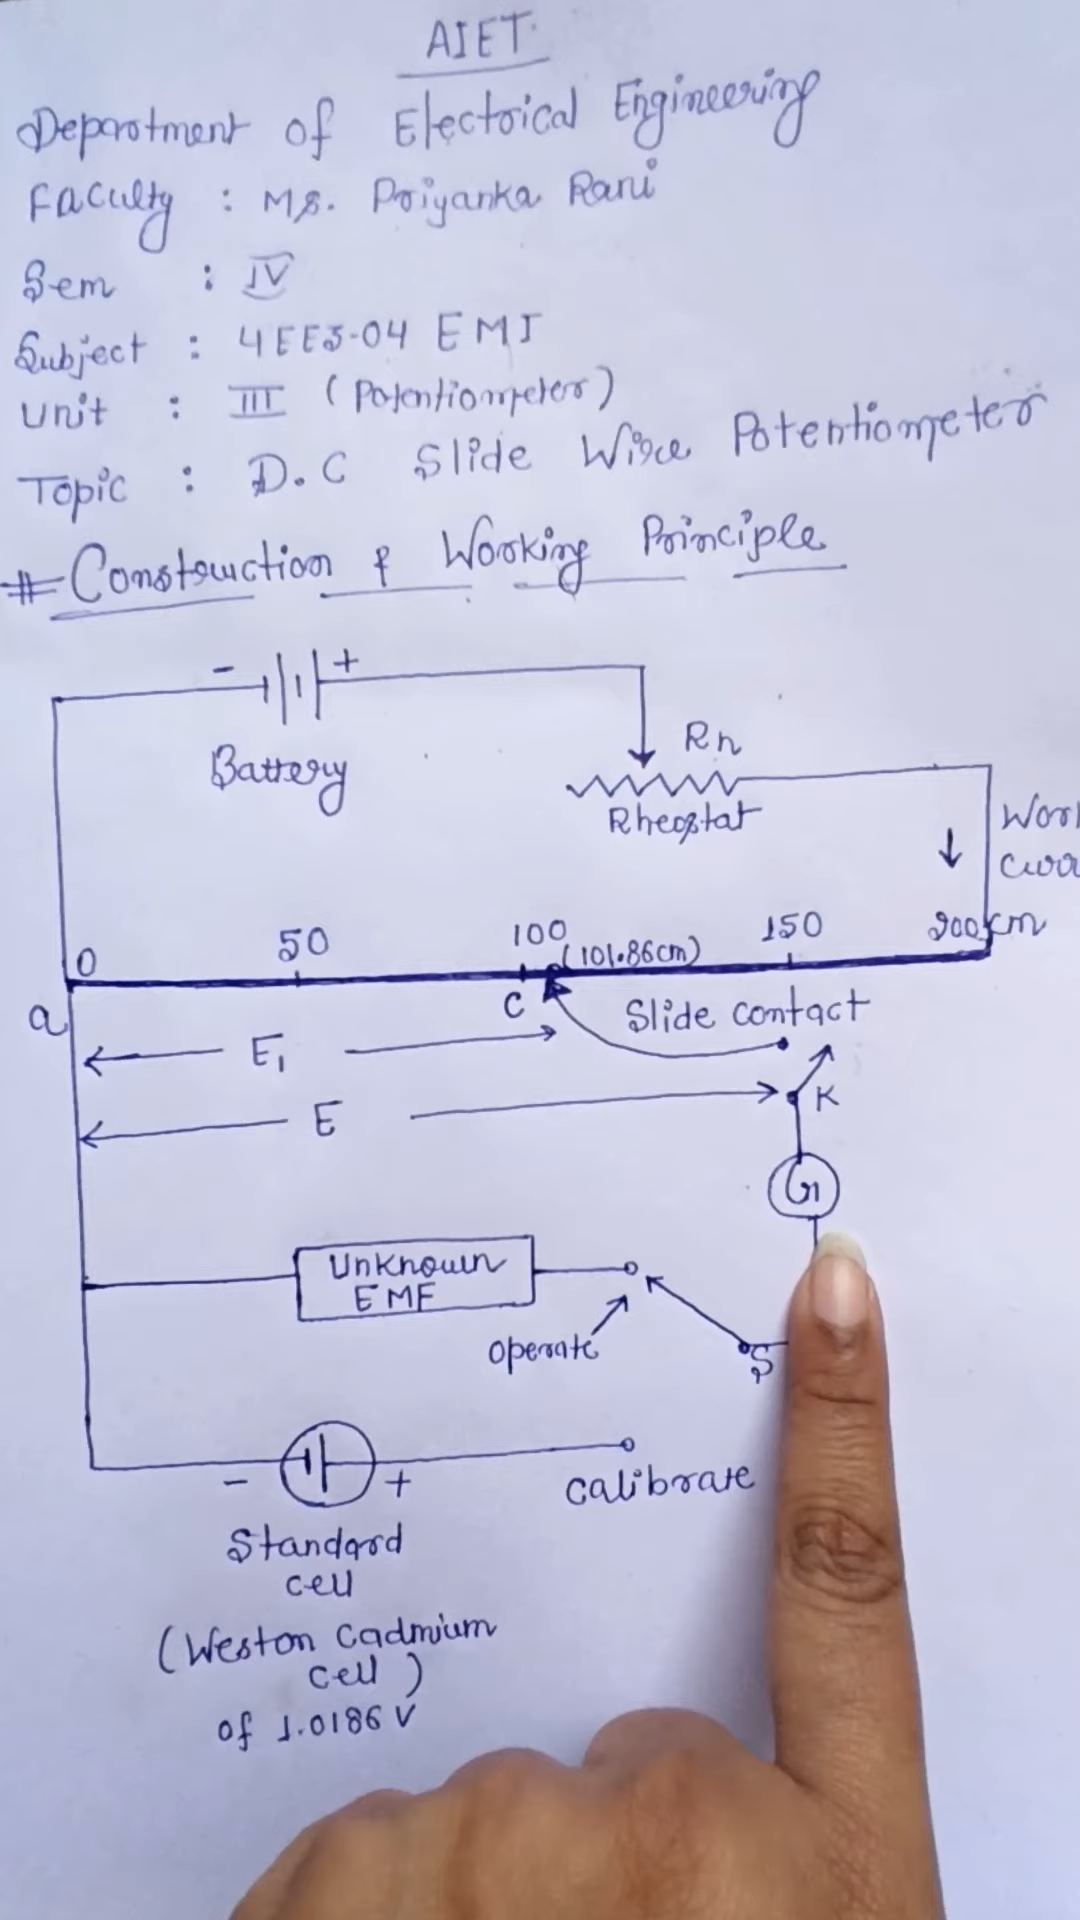 AIET
Department of Electrical Engineering
Faculty : Ms. Priyanka Rani
Sem : IV
Subject : 4EE3-04 EMI
Unit : III (Potentiometer)
Topic : D.C Slide Wire Potentiometer
# Construction & Working Principle
- +
Battery
Rh
Rheostat
0 50 100 150 200 cm
(101.86cm)
a
C
Slide contact
E1
E
K
G
Unknown
EMF
operate
S
- +
calibrate
Standard
cell
(Weston Cadmium
cell)
of 1.0186 V